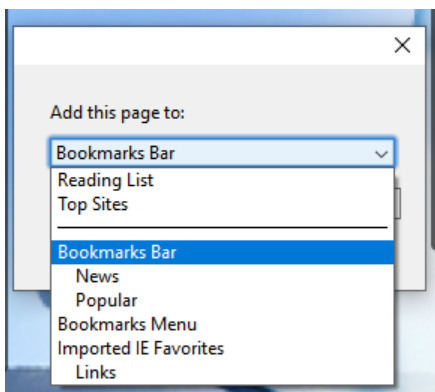 Add this page to:
Bookmarks Bar
Reading List
Top Sites
Bookmarks Bar
News
Popular
Bookmarks Menu
Imported IE Favorites
Links